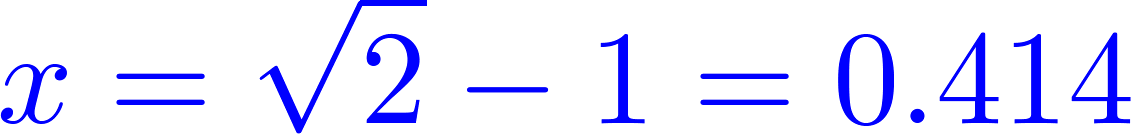 x = √2 − 1 = 0.414